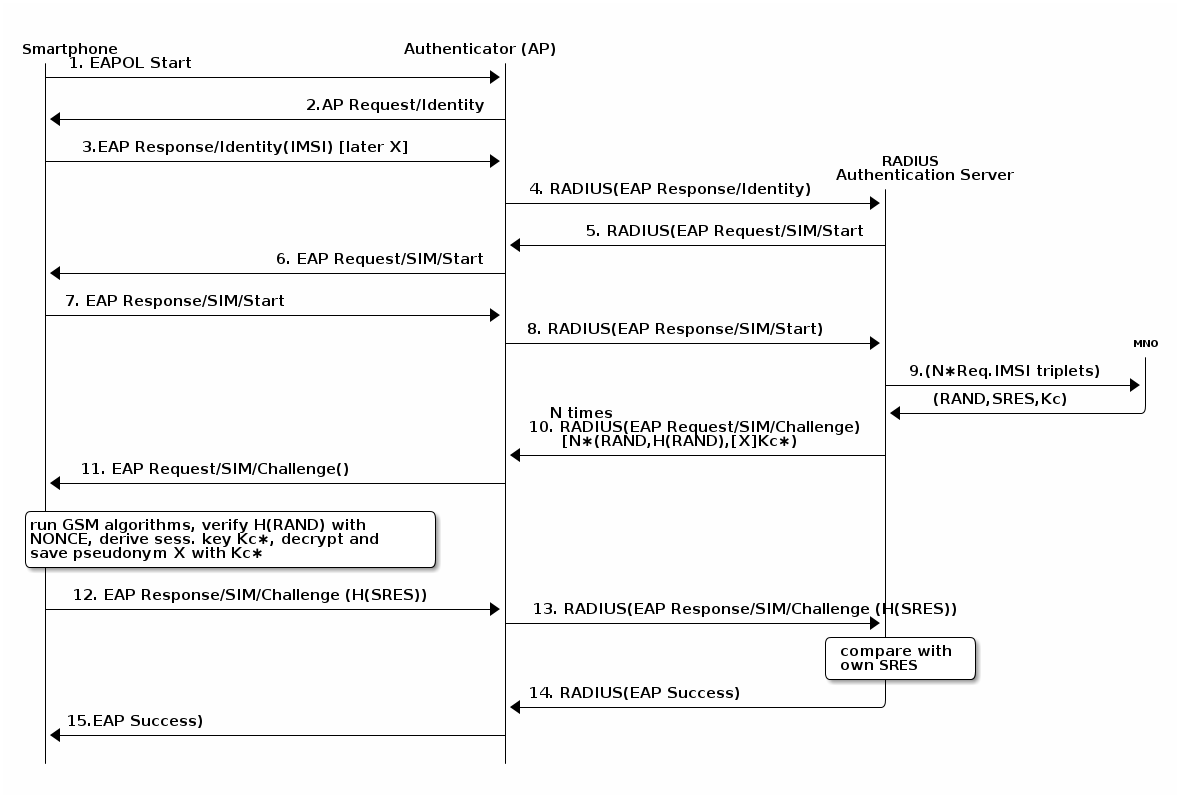 Smartphone
Authenticator (AP)
1. EAPOL Start
2.AP Request/Identity
3.EAP Response/Identity(IMSI) [later X]
RADIUS
Authentication Server
4. RADIUS(EAP Response/Identity)
5. RADIUS(EAP Request/SIM/Start
6. EAP Request/SIM/Start
7. EAP Response/SIM/Start
8. RADIUS(EAP Response/SIM/Start)
MNO
9.(N*Req.IMSI triplets)
(RAND,SRES,Kc)
N times
10. RADIUS(EAP Request/SIM/Challenge)
[N*(RAND,H(RAND),[X]Kc*)
11. EAP Request/SIM/Challenge()
run GSM algorithms, verify H(RAND) with
NONCE, derive sess. key Kc*, decrypt and
save pseudonym X with Kc*
12. EAP Response/SIM/Challenge (H(SRES))
13. RADIUS(EAP Response/SIM/Challenge (H(SRES))
compare with
own SRES
14. RADIUS(EAP Success)
15.EAP Success)